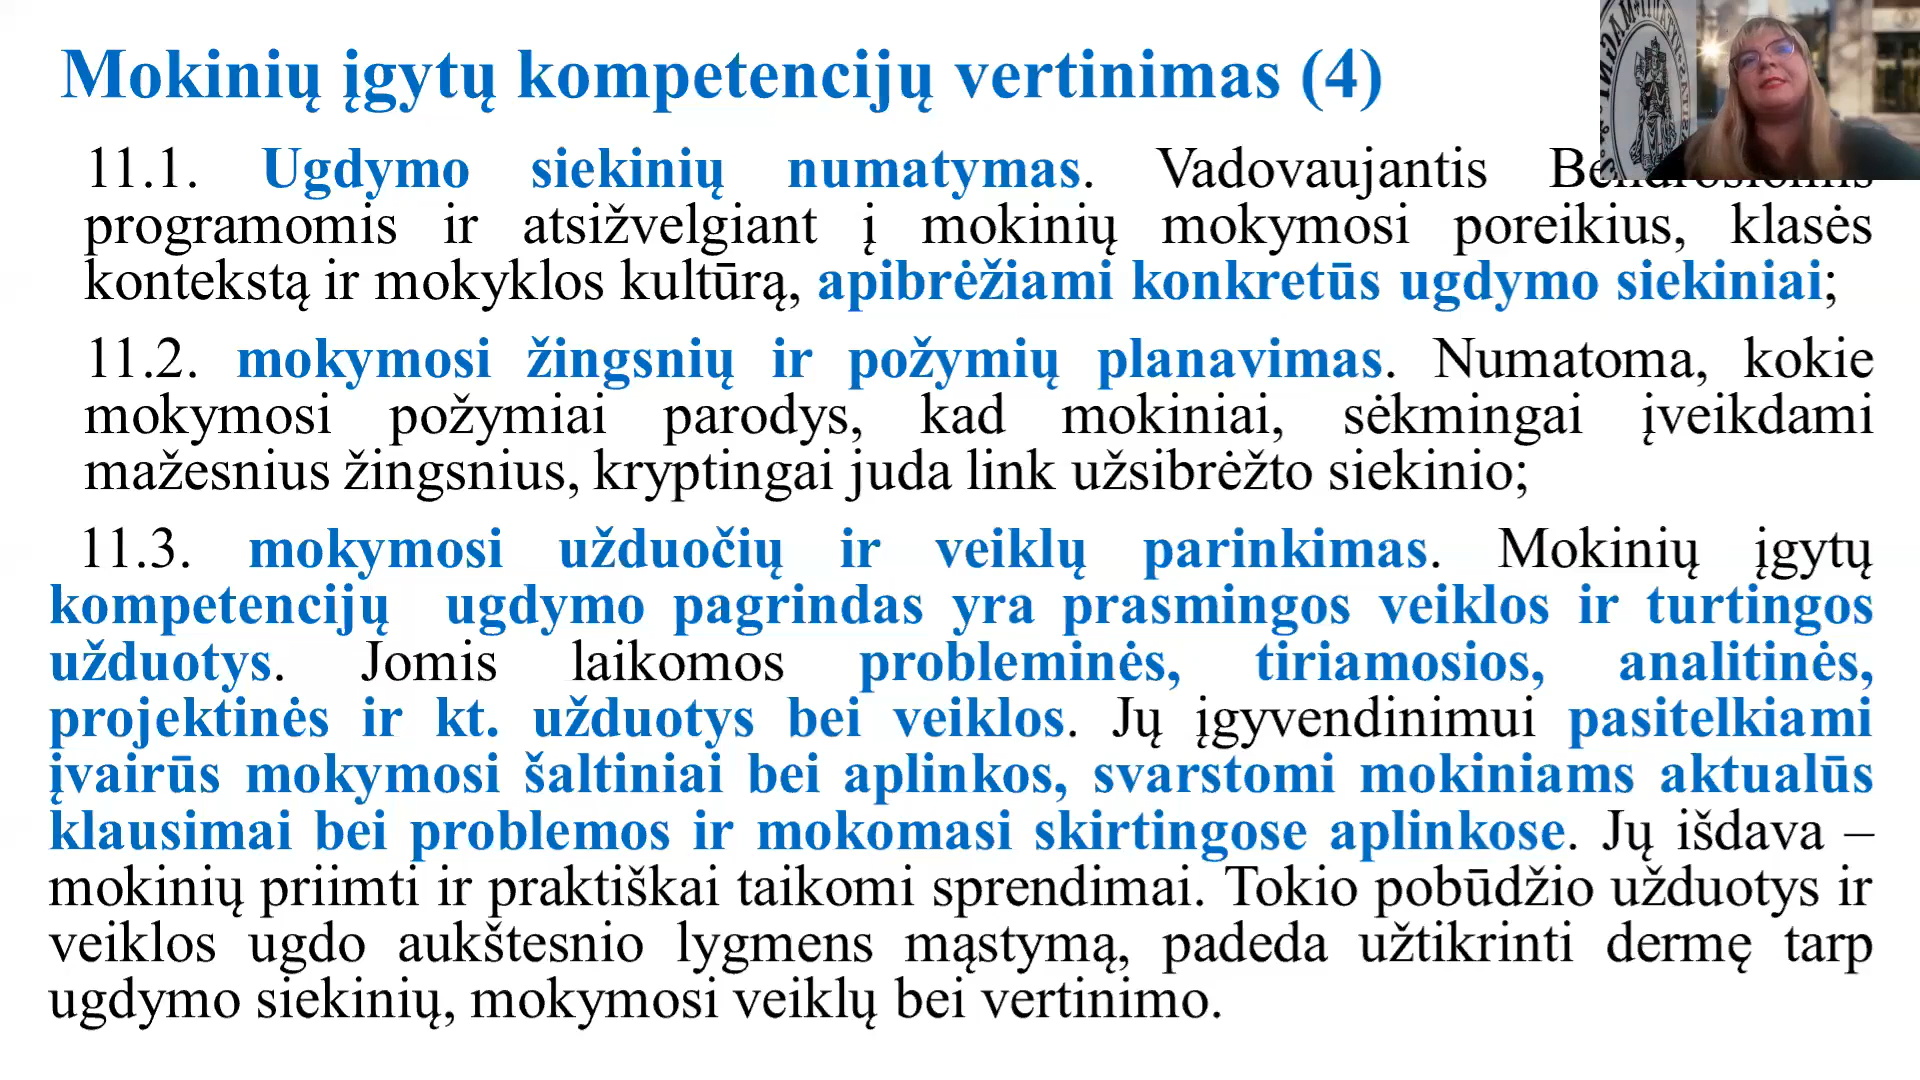 Mokinių įgytų kompetencijų vertinimas (4)
11.1. Ugdymo siekinių numatymas. Vadovaujantis
programomis ir atsižvelgiant į mokinių mokymosi poreikius, klasės
kontekstą ir mokyklos kultūrą, apibrėžiami konkretūs ugdymo siekiniai;
11.2. mokymosi žingsnių ir požymių planavimas. Numatoma, kokie
mokymosi požymiai parodys, kad mokiniai, sėkmingai įveikdami
mažesnius žingsnius, kryptingai juda link užsibrėžto siekinio;
11.3. mokymosi užduočių ir veiklų parinkimas. Mokinių įgytų
kompetencijų ugdymo pagrindas yra prasmingos veiklos ir turtingos
užduotys. Jomis laikomos probleminės, tiriamosios, analitinės,
projektinės ir kt. užduotys bei veiklos. Jų įgyvendinimui pasitelkiami
įvairūs mokymosi šaltiniai bei aplinkos, svarstomi mokiniams aktualūs
klausimai bei problemos ir mokomasi skirtingose aplinkose. Jų išdava –
mokinių priimti ir praktiškai taikomi sprendimai. Tokio pobūdžio užduotys ir
veiklos ugdo aukštesnio lygmens mąstymą, padeda užtikrinti dermę tarp
ugdymo siekinių, mokymosi veiklų bei vertinimo.